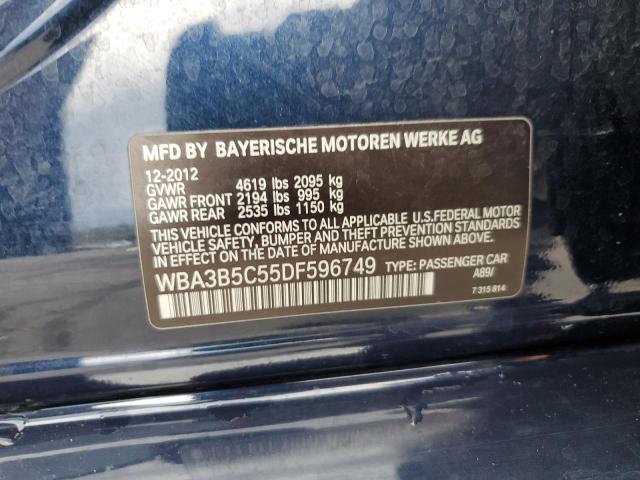 MFD BY BAYERISCHE MOTOREN WERKE AG
12-2012
GVWR 4619 lbs 2095 kg
GAWR FRONT 2194 lbs 995 kg
GAWR REAR 2535 lbs 1150 kg
THIS VEHICLE CONFORMS TO ALL APPLICABLE U.S. FEDERAL MOTOR
VEHICLE SAFETY, BUMPER AND THEFT PREVENTION STANDARDS
IN EFFECT ON THE DATE OF MANUFACTURE SHOWN ABOVE.
WBA3B5C55DF596749 TYPE: PASSENGER CAR
A89/
7 315 814